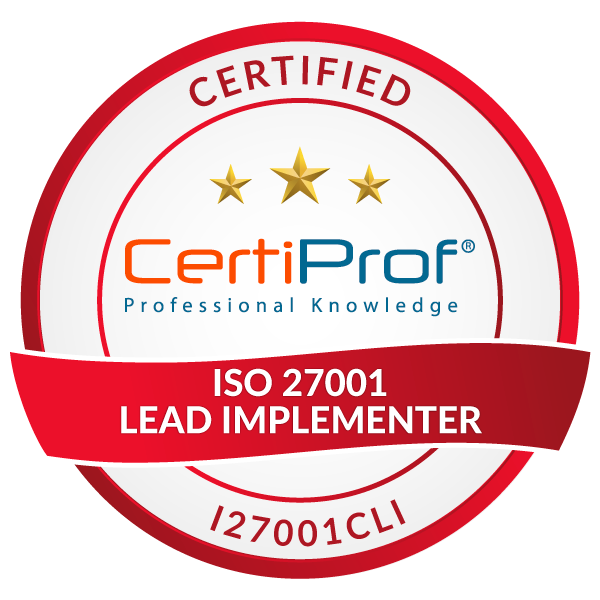 CERTIFIED
CertiProf®
Professional Knowledge
ISO 27001
LEAD IMPLEMENTER
I27001CLI